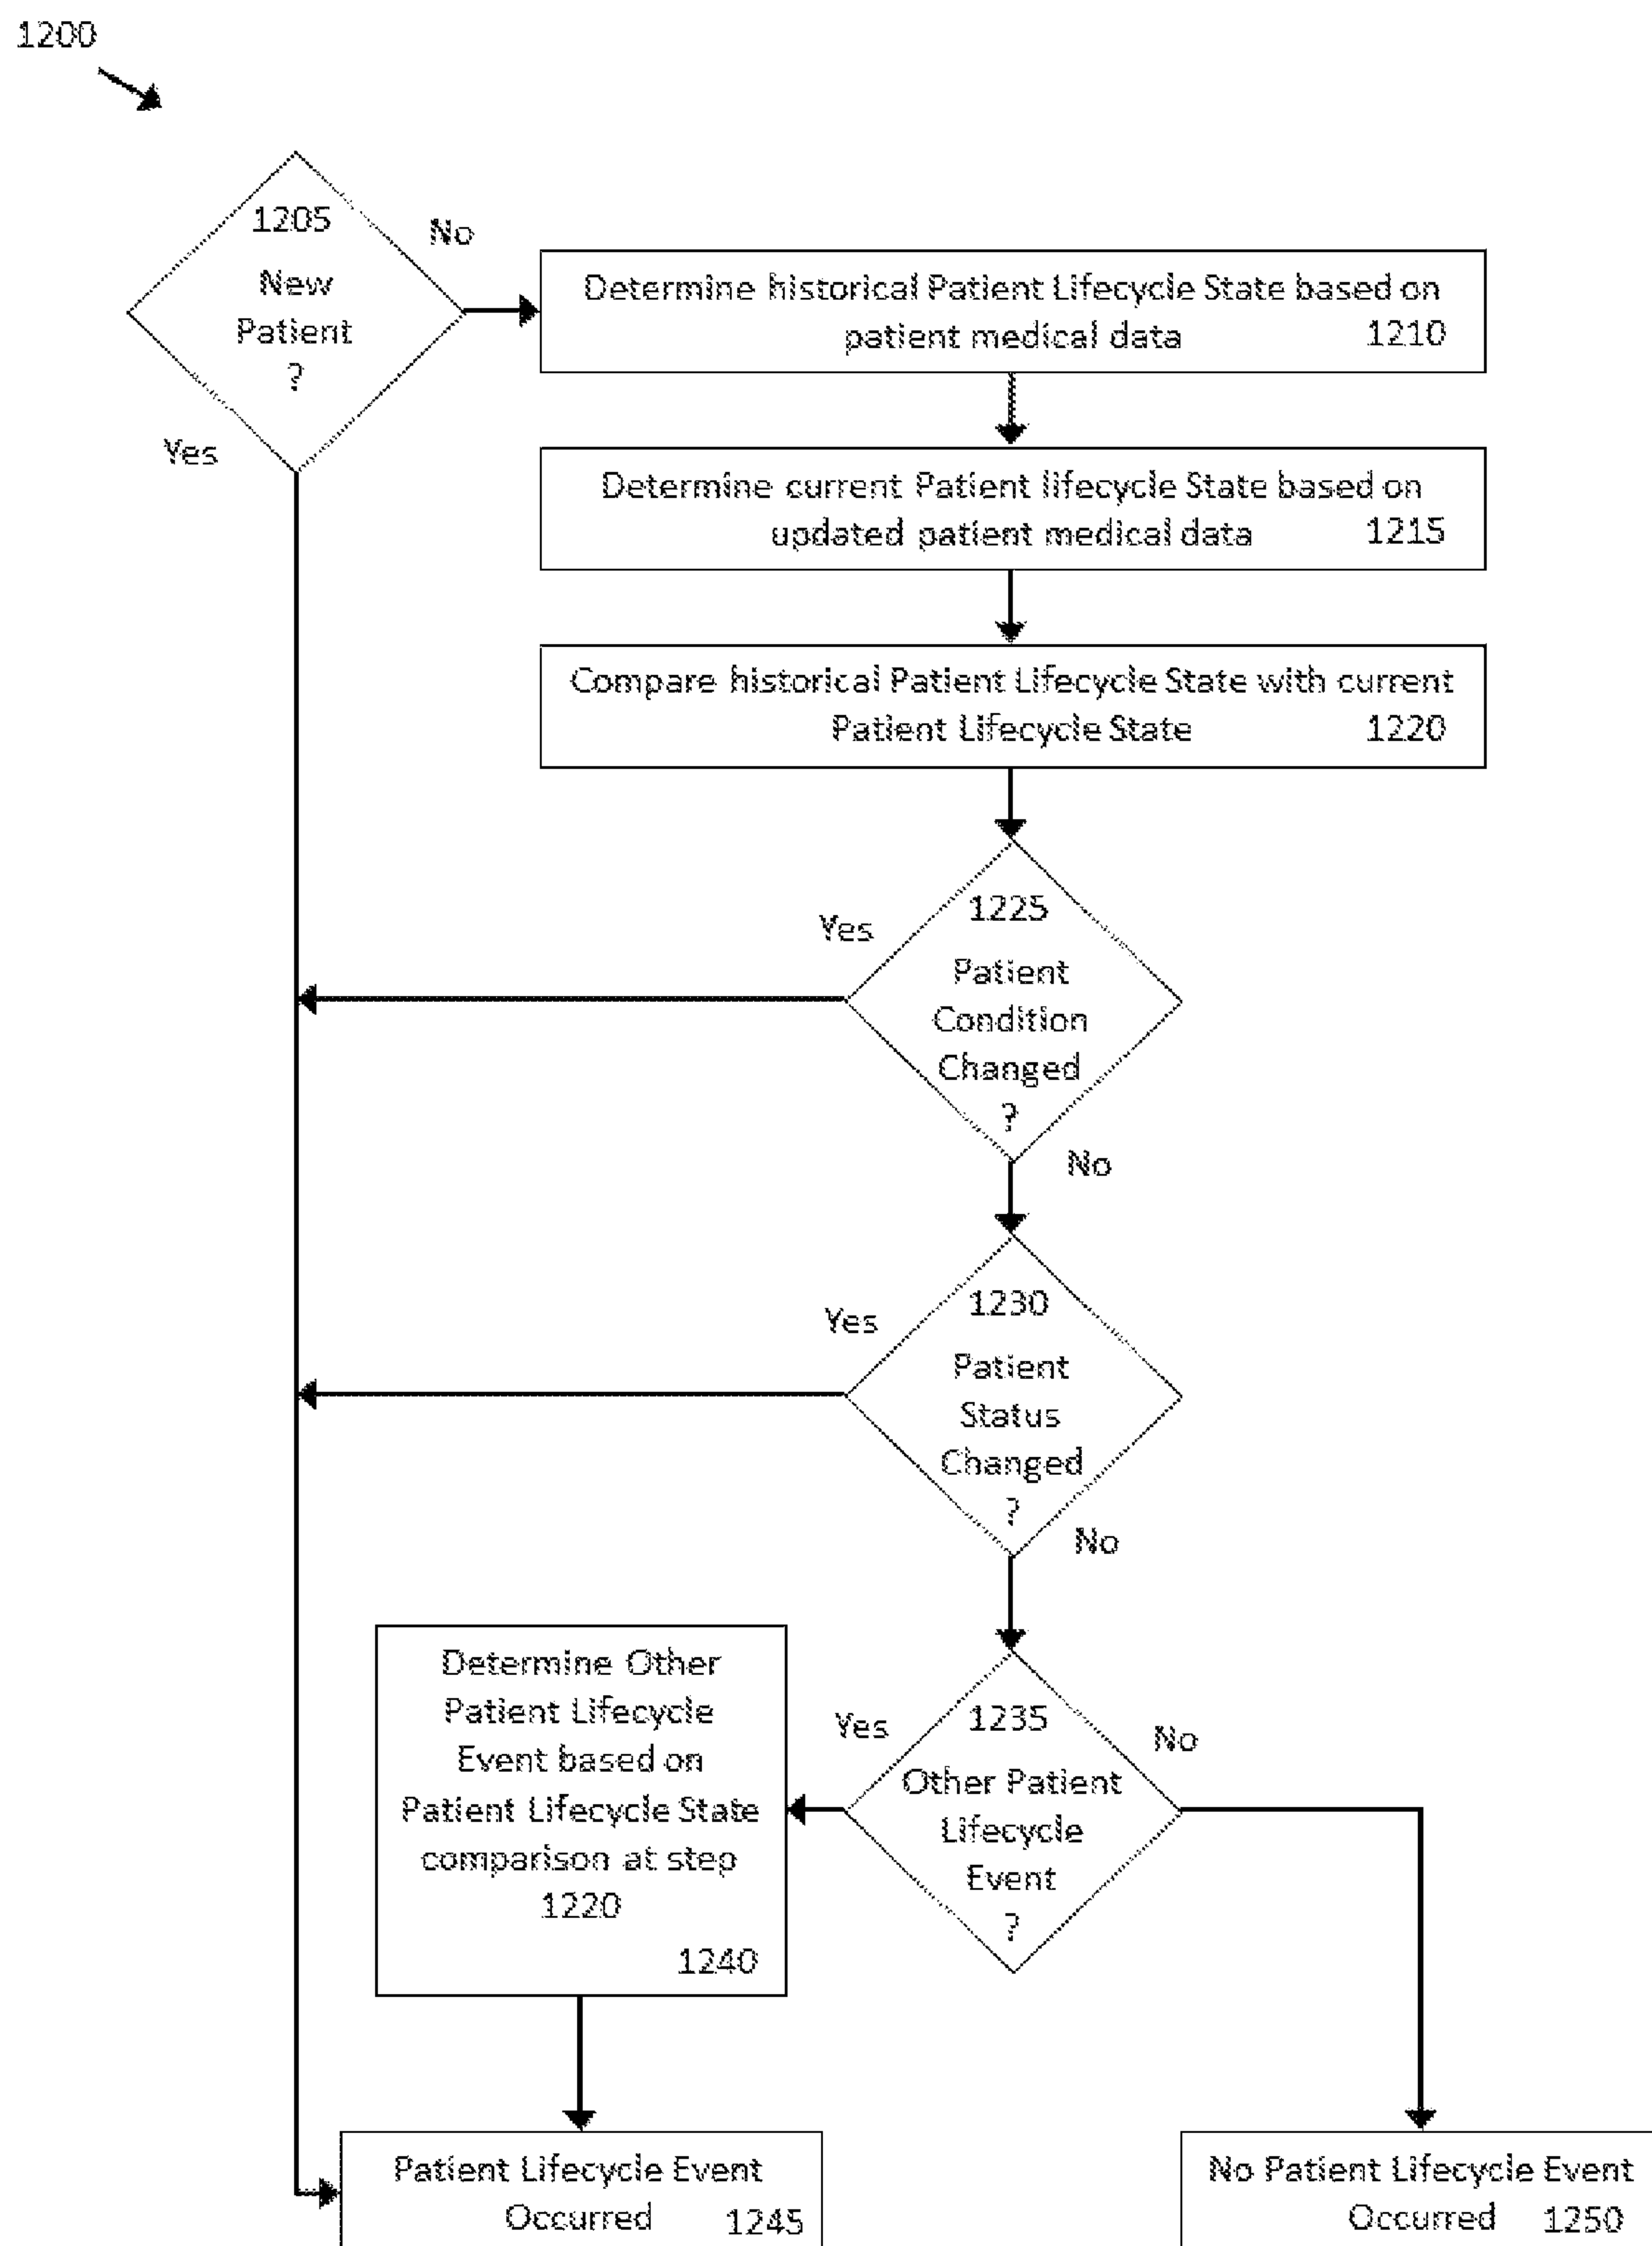 1200
1205
New
Patient
?
No
Yes
Determine historical Patient Lifecycle State based on
patient medical data 1210
Determine current Patient lifecycle State based on
updated patient medical data 1215
Compare historical Patient Lifecycle State with current
Patient Lifecycle State 1220
Yes
1225
Patient
Condition
Changed
?
No
Yes
1230
Patient
Status
Changed
?
No
Determine Other
Patient Lifecycle
Event based on
Patient Lifecycle State
comparison at step
1220
1240
Yes
1235
Other Patient
Lifecycle
Event
?
No
Patient Lifecycle Event
Occurred 1245
No Patient Lifecycle Event
Occurred 1250